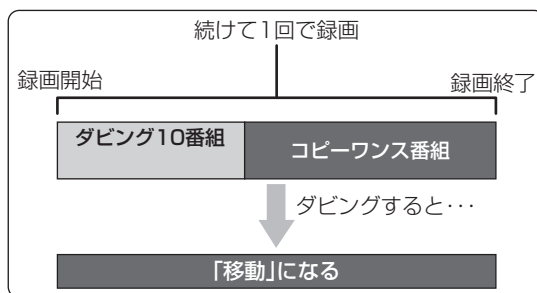 続けて1回で録画
録画開始
録画終了
ダビング10番組
コピーワンス番組
ダビングすると･･･
「移動」になる